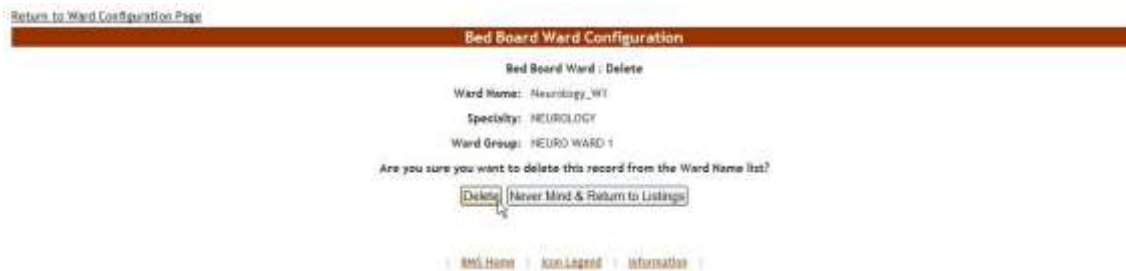 Return to Ward Configuration Page
Bed Board Ward Configuration
Bed Board Ward : Delete
Ward Name: Neurology_W1
Specialty: NEUROLOGY
Ward Group: NEURO WARD 1
Are you sure you want to delete this record from the Ward Name list?
Delete Never Mind & Return to Listings
| BMS Home | Icon Legend | Information |